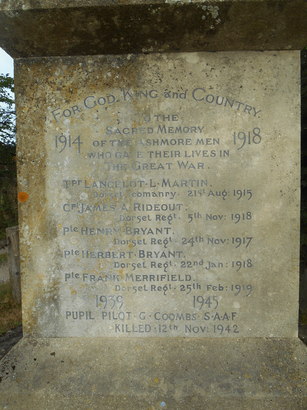 FOR GOD, KING and COUNTRY.
TO THE
SACRED MEMORY
1914 OF THE ASHMORE MEN 1918
WHO GAVE THEIR LIVES IN
THE GREAT WAR.
Tpr LANCELOT·L·MARTIN.
Dorset Yeomanry - 21st Aug: 1915
Cpl JAMES·A·RIDEOUT.
Dorset Regt - 5th Nov: 1918
Pte HENRY·BRYANT.
Dorset Regt - 24th Nov: 1917
Pte HERBERT·BRYANT.
Dorset Regt - 22nd Jan: 1918
Pte FRANK·MERRIFIELD.
Dorset Regt - 25th Feb: 1919
1939 1945
PUPIL PILOT·G·COOMBS·S·A·A·F
KILLED·12th NOV: 1942